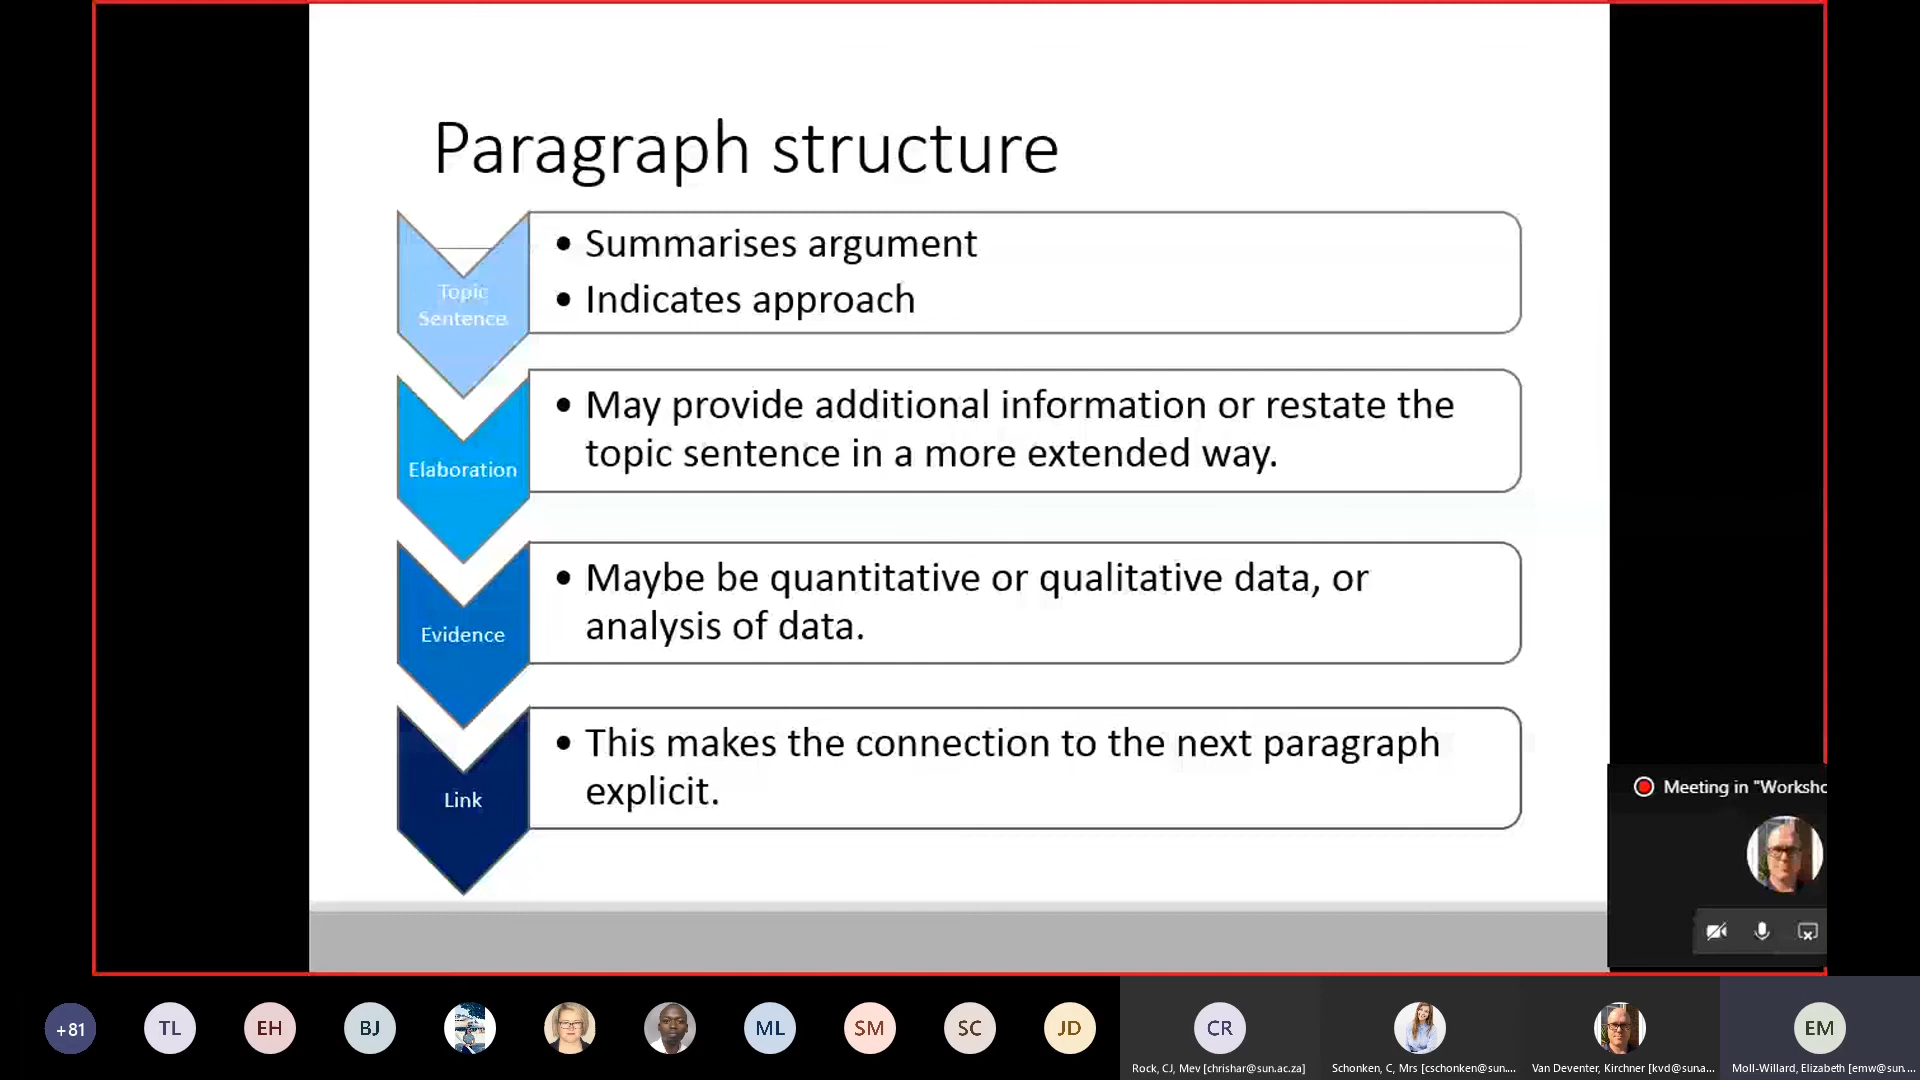 Paragraph structure
Topic
Sentence
• Summarises argument
• Indicates approach
Elaboration
• May provide additional information or restate the
topic sentence in a more extended way.
Evidence
• Maybe be quantitative or qualitative data, or
analysis of data.
Link
• This makes the connection to the next paragraph
explicit.
Meeting in "Worksho
+81
TL
EH
BJ
ML
SM
SC
JD
CR
EM
Rock, CJ, Mev [chrishar@sun.ac.za]
Schonken, C, Mrs [cschonken@sun....
Van Deventer, Kirchner [kvd@suna...
Moll-Willard, Elizabeth [emw@sun....